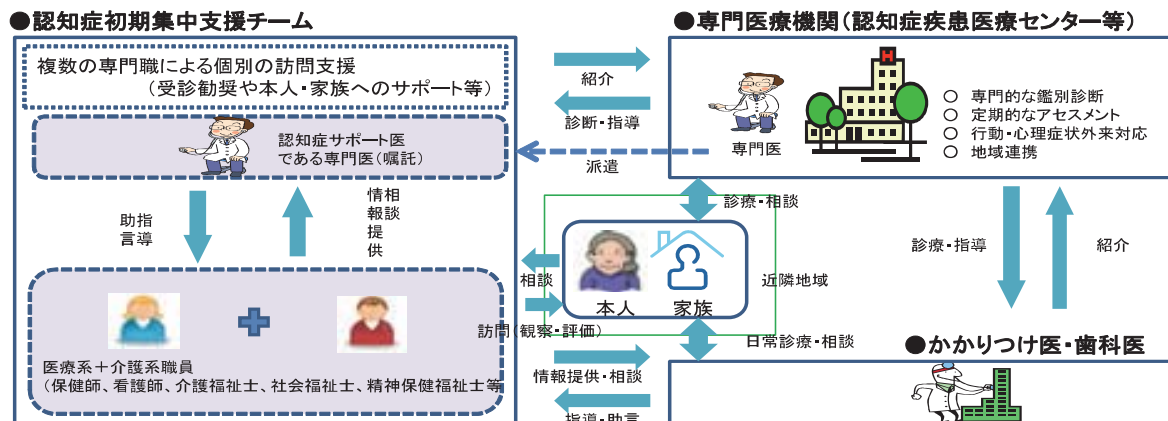 ●認知症初期集中支援チーム
複数の専門職による個別の訪問支援
(受診勧奨や本人・家族へのサポート等)
認知症サポート医
である専門医(嘱託)
助言
指導
情報提供
相談
医療系+介護系職員
(保健師、看護師、介護福祉士、社会福祉士、精神保健福祉士等
紹介
診断・指導
派遣
●専門医療機関(認知症疾患医療センター等)
専門医
○ 専門的な鑑別診断
○ 定期的なアセスメント
○ 行動・心理症状外来対応
○ 地域連携
診療・相談
相談
本人
家族
近隣地域
訪問(観察・評価)
日常診療・相談
診療・指導
紹介
情報提供・相談
指導・助言
●かかりつけ医・歯科医
H